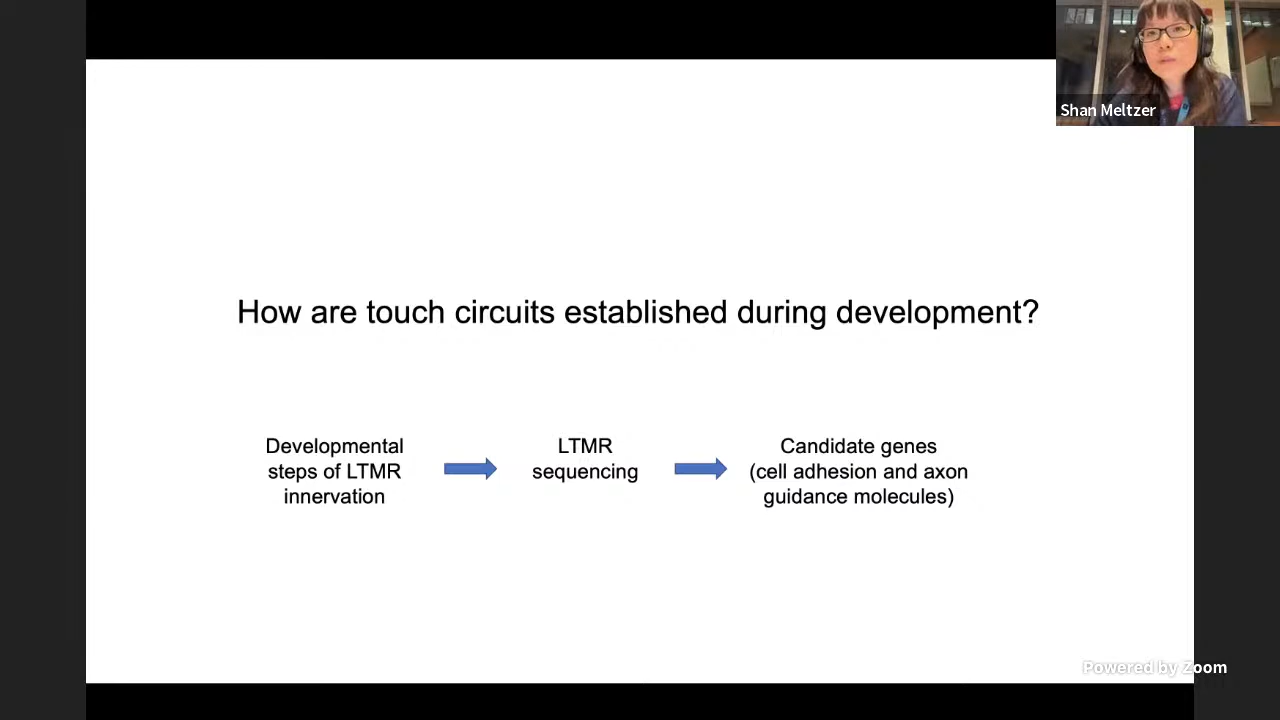 Shan Meltzer
How are touch circuits established during development?
Developmental
steps of LTMR
innervation
LTMR
sequencing
Candidate genes
(cell adhesion and axon
guidance molecules)
Powered by Zoom